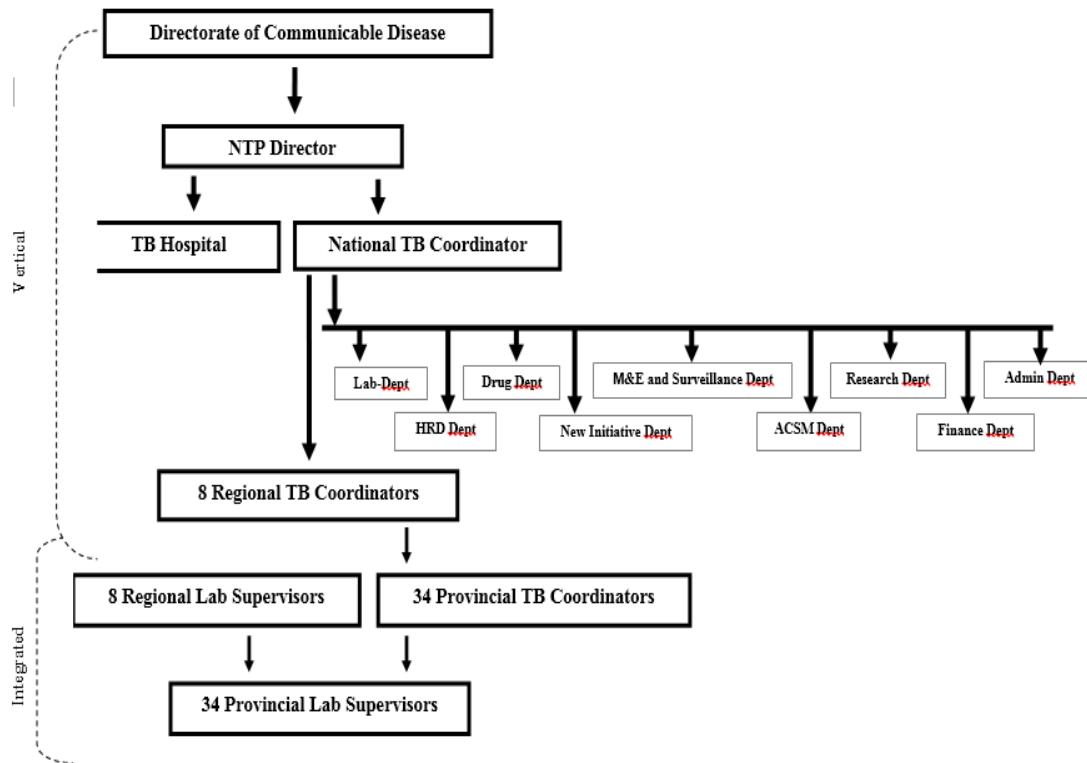 Directorate of Communicable Disease
NTP Director
TB Hospital
National TB Coordinator
Vertical
Lab-Dept
Drug Dept
M&E and Surveillance Dept
Research Dept
Admin Dept
HRD Dept
New Initiative Dept
ACSM Dept
Finance Dept
8 Regional TB Coordinators
8 Regional Lab Supervisors
34 Provincial TB Coordinators
Integrated
34 Provincial Lab Supervisors